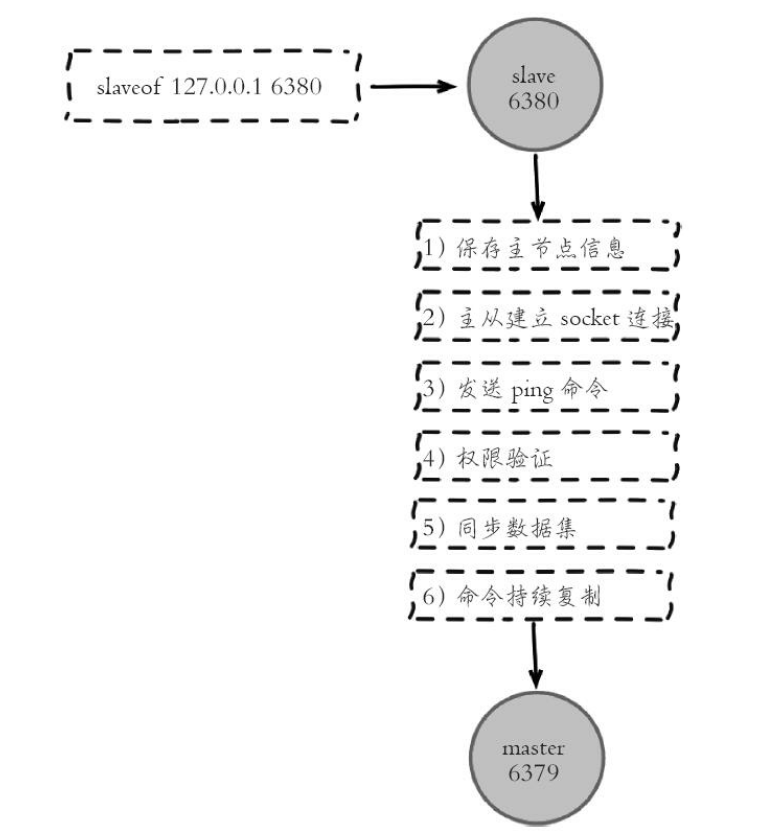 slaveof 127.0.0.1 6380
slave
6380
1) 保存主节点信息
2) 主从建立 socket 连接
3) 发送 ping 命令
4) 权限验证
5) 同步数据集
6) 命令持续复制
master
6379